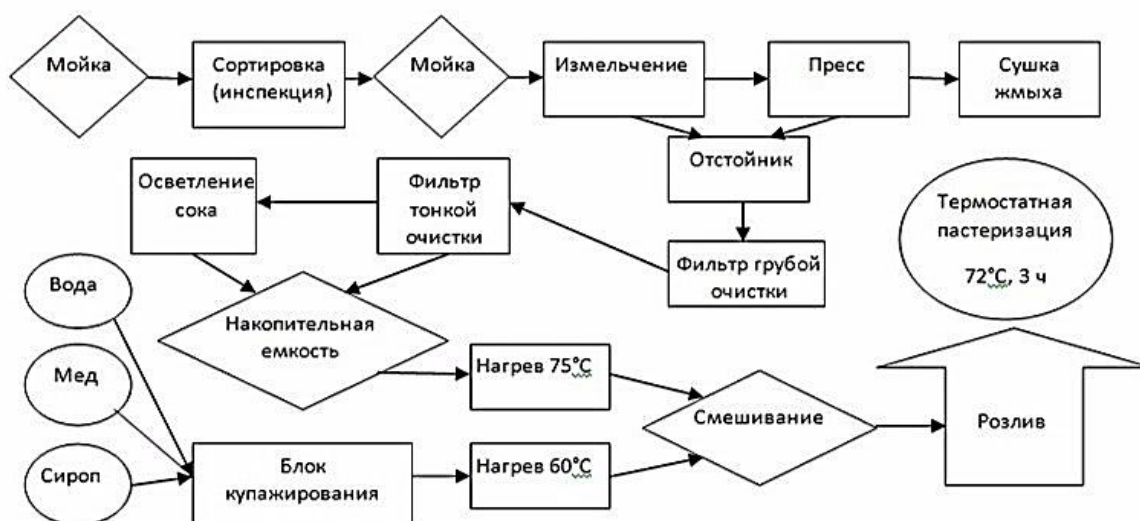 Мойка
Сортировка
(инспекция)
Мойка
Измельчение
Пресс
Сушка
жмыха
Отстойник
Осветление
сока
Фильтр
тонкой
очистки
Фильтр грубой
очистки
Термостатная
пастеризация
72°C, 3 ч
Вода
Накопительная
емкость
Мед
Нагрев 75°C
Смешивание
Розлив
Сироп
Блок
купажирования
Нагрев 60°C